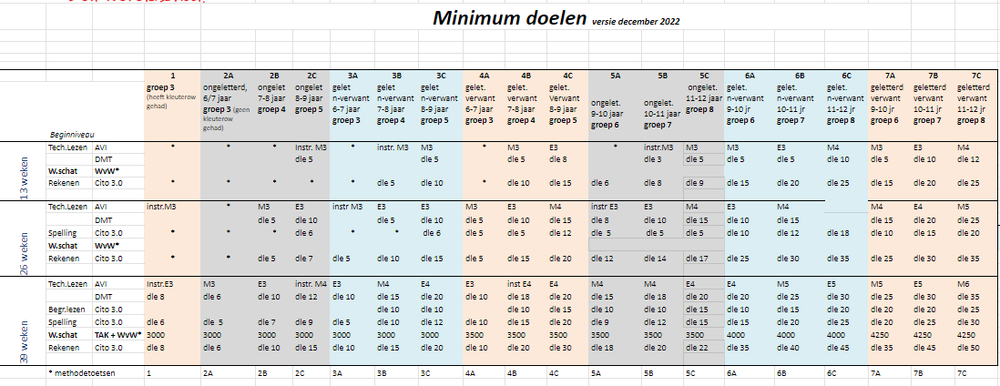 Minimum doelen versie december 2022
1 2A 2B 2C 3A 3B 3C 4A 4B 4C 5A 5B 5C 6A 6B 6C 7A 7B 7C
groep 3 ongeletterd, ongelet ongelet gelet gelet gelet gelet. gelet. gelet. ongelet. gelet. gelet. gelet. geletterd geletterd geletterd
(heeft kleuterow 6/7 jaar 7-8 jaar 8-9 jaar n-verwant n-verwant n-verwant verwant verwant Verwant ongelet. ongelet. 11-12 jaar n-verwant n-verwant n-verwant verwant verwant verwant
gehad) groep 3 (geen groep 4 groep 5 6-7 jaar 7-8 jaar 8-9 jaar 6-7 jaar 7-8 jaar 8-9 jaar 9-10 jaar 10-11 jaar groep 8 9-10 jr 10-11 jr 11-12 jr 9-10 jaar 10-11 jaar 11-12 jaar
kleuterow groep 3 groep 4 groep 5 groep 3 groep 4 groep 5 groep 6 groep 7 groep 6 groep 7 groep 8 groep 6 groep 7 groep 8
gehad)
Beginniveau
13 weken
Tech.Lezen AVI * * * Instr. M3 * instr. M3 M3 * M3 E3 * instr.M3 M3 M3 E3 M4 M3 E3 M4
DMT dle 5 dle 5 dle 5 dle 8 dle 3 dle 5 dle 5 dle 5 dle 10 dle 5 dle 10 dle 12
W.schat WvW*
Rekenen Cito 3.0 * * * * * dle 5 dle 10 * dle 10 dle 15 dle 6 dle 8 dle 9 dle 15 dle 20 dle 25 dle 15 dle 20 dle 25
26 weken
Tech.Lezen AVI instr.M3 * M3 E3 instr M3 E3 E3 M3 E3 M4 instr E3 E3 M4 E3 M4 M4 E4 M5
DMT dle 5 dle 10 dle 5 dle 10 dle 5 dle 10 dle 15 dle 8 dle 10 dle 15 dle 10 dle 15 dle 15 dle 20 dle 25
Spelling Cito 3.0 * * * dle 6 * * dle 6 dle 5 dle 5 dle 12 dle 5 dle 5 dle 5 dle 10 dle 12 dle 18 dle 10 dle 15 dle 20
W.schat WvW*
Rekenen Cito 3.0 * * dle 5 dle 7 dle 5 dle 10 dle 15 dle 5 dle 15 dle 20 dle 12 dle 14 dle 17 dle 25 dle 30 dle 35 dle 25 dle 30 dle 35
39 weken
Tech.Lezen AVI Instr.E3 M3 E3 instr. M4 E3 M4 E4 E3 inst E4 E4 M4 M4 E4 E4 M5 E5 M5 E5 M6
DMT dle 8 dle 6 dle 10 dle 12 dle 10 dle 15 dle 20 dle 10 dle 18 dle 20 dle 15 dle 18 dle 20 dle 20 dle 25 dle 30 dle 25 dle 30 dle 35
Begr.lezen Cito 3.0 dle 10 dle 10 dle 10 dle 15 dle 10 dle 15 dle 15 dle 20 dle 20 dle 20 dle 25 dle 25
Spelling Cito 3.0 dle 6 dle 5 dle 7 dle 9 dle 5 dle 10 dle 12 dle 10 dle 15 dle 20 dle 9 dle 12 dle 15 dle 15 dle 20 dle 25 dle 20 dle 25 dle 30
W.schat TAK + WvW* 3000 3000 3000 3000 3000 3000 3000 3500 3500 3500 3500 3500 3500 4000 4000 4000 4250 4250 4250
Rekenen Cito 3.0 dle 8 dle 6 dle 10 dle 15 dle 10 dle 15 dle 20 dle 10 dle 20 dle 30 dle 18 dle 20 dle 22 dle 35 dle 40 dle 45 dle 35 dle 45 dle 50
* methodetoetsen 1 2A 2B 2C 3A 3B 3C 4A 4B 4C 5A 5B 5C 6A 6B 6C 7A 7B 7C